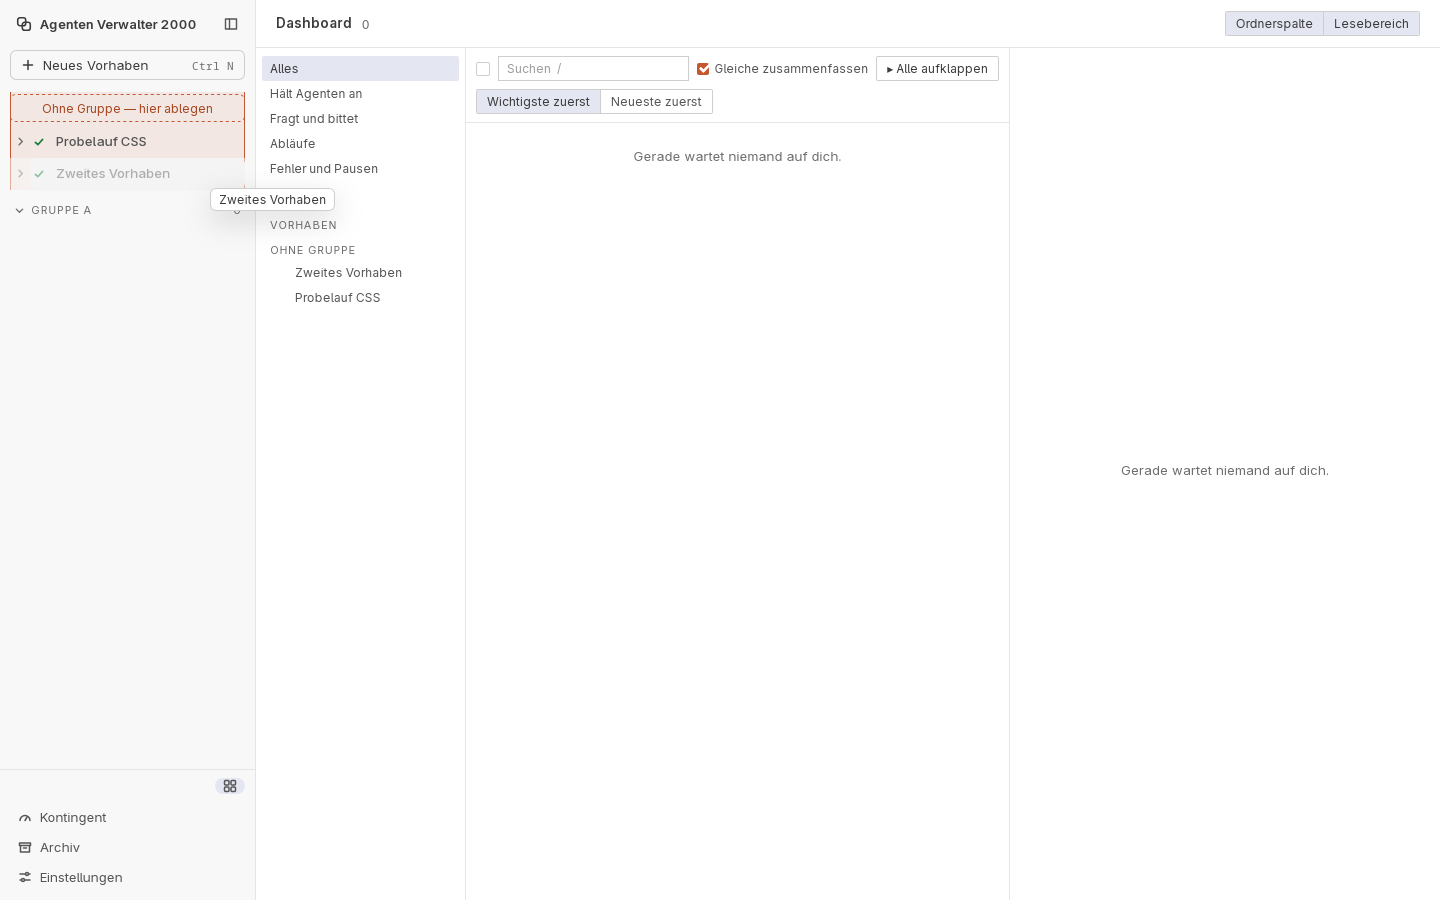 Agenten Verwalter 2000
Neues Vorhaben Ctrl N
Ohne Gruppe — hier ablegen
Probelauf CSS
Zweites Vorhaben
Zweites Vorhaben
GRUPPE A
Kontingent
Archiv
Einstellungen
Dashboard 0
Ordnerspalte Lesebereich
Alles
Hält Agenten an
Fragt und bittet
Abläufe
Fehler und Pausen
VORHABEN
OHNE GRUPPE
Zweites Vorhaben
Probelauf CSS
Suchen /
Gleiche zusammenfassen
▸ Alle aufklappen
Wichtigste zuerst Neueste zuerst
Gerade wartet niemand auf dich.
Gerade wartet niemand auf dich.